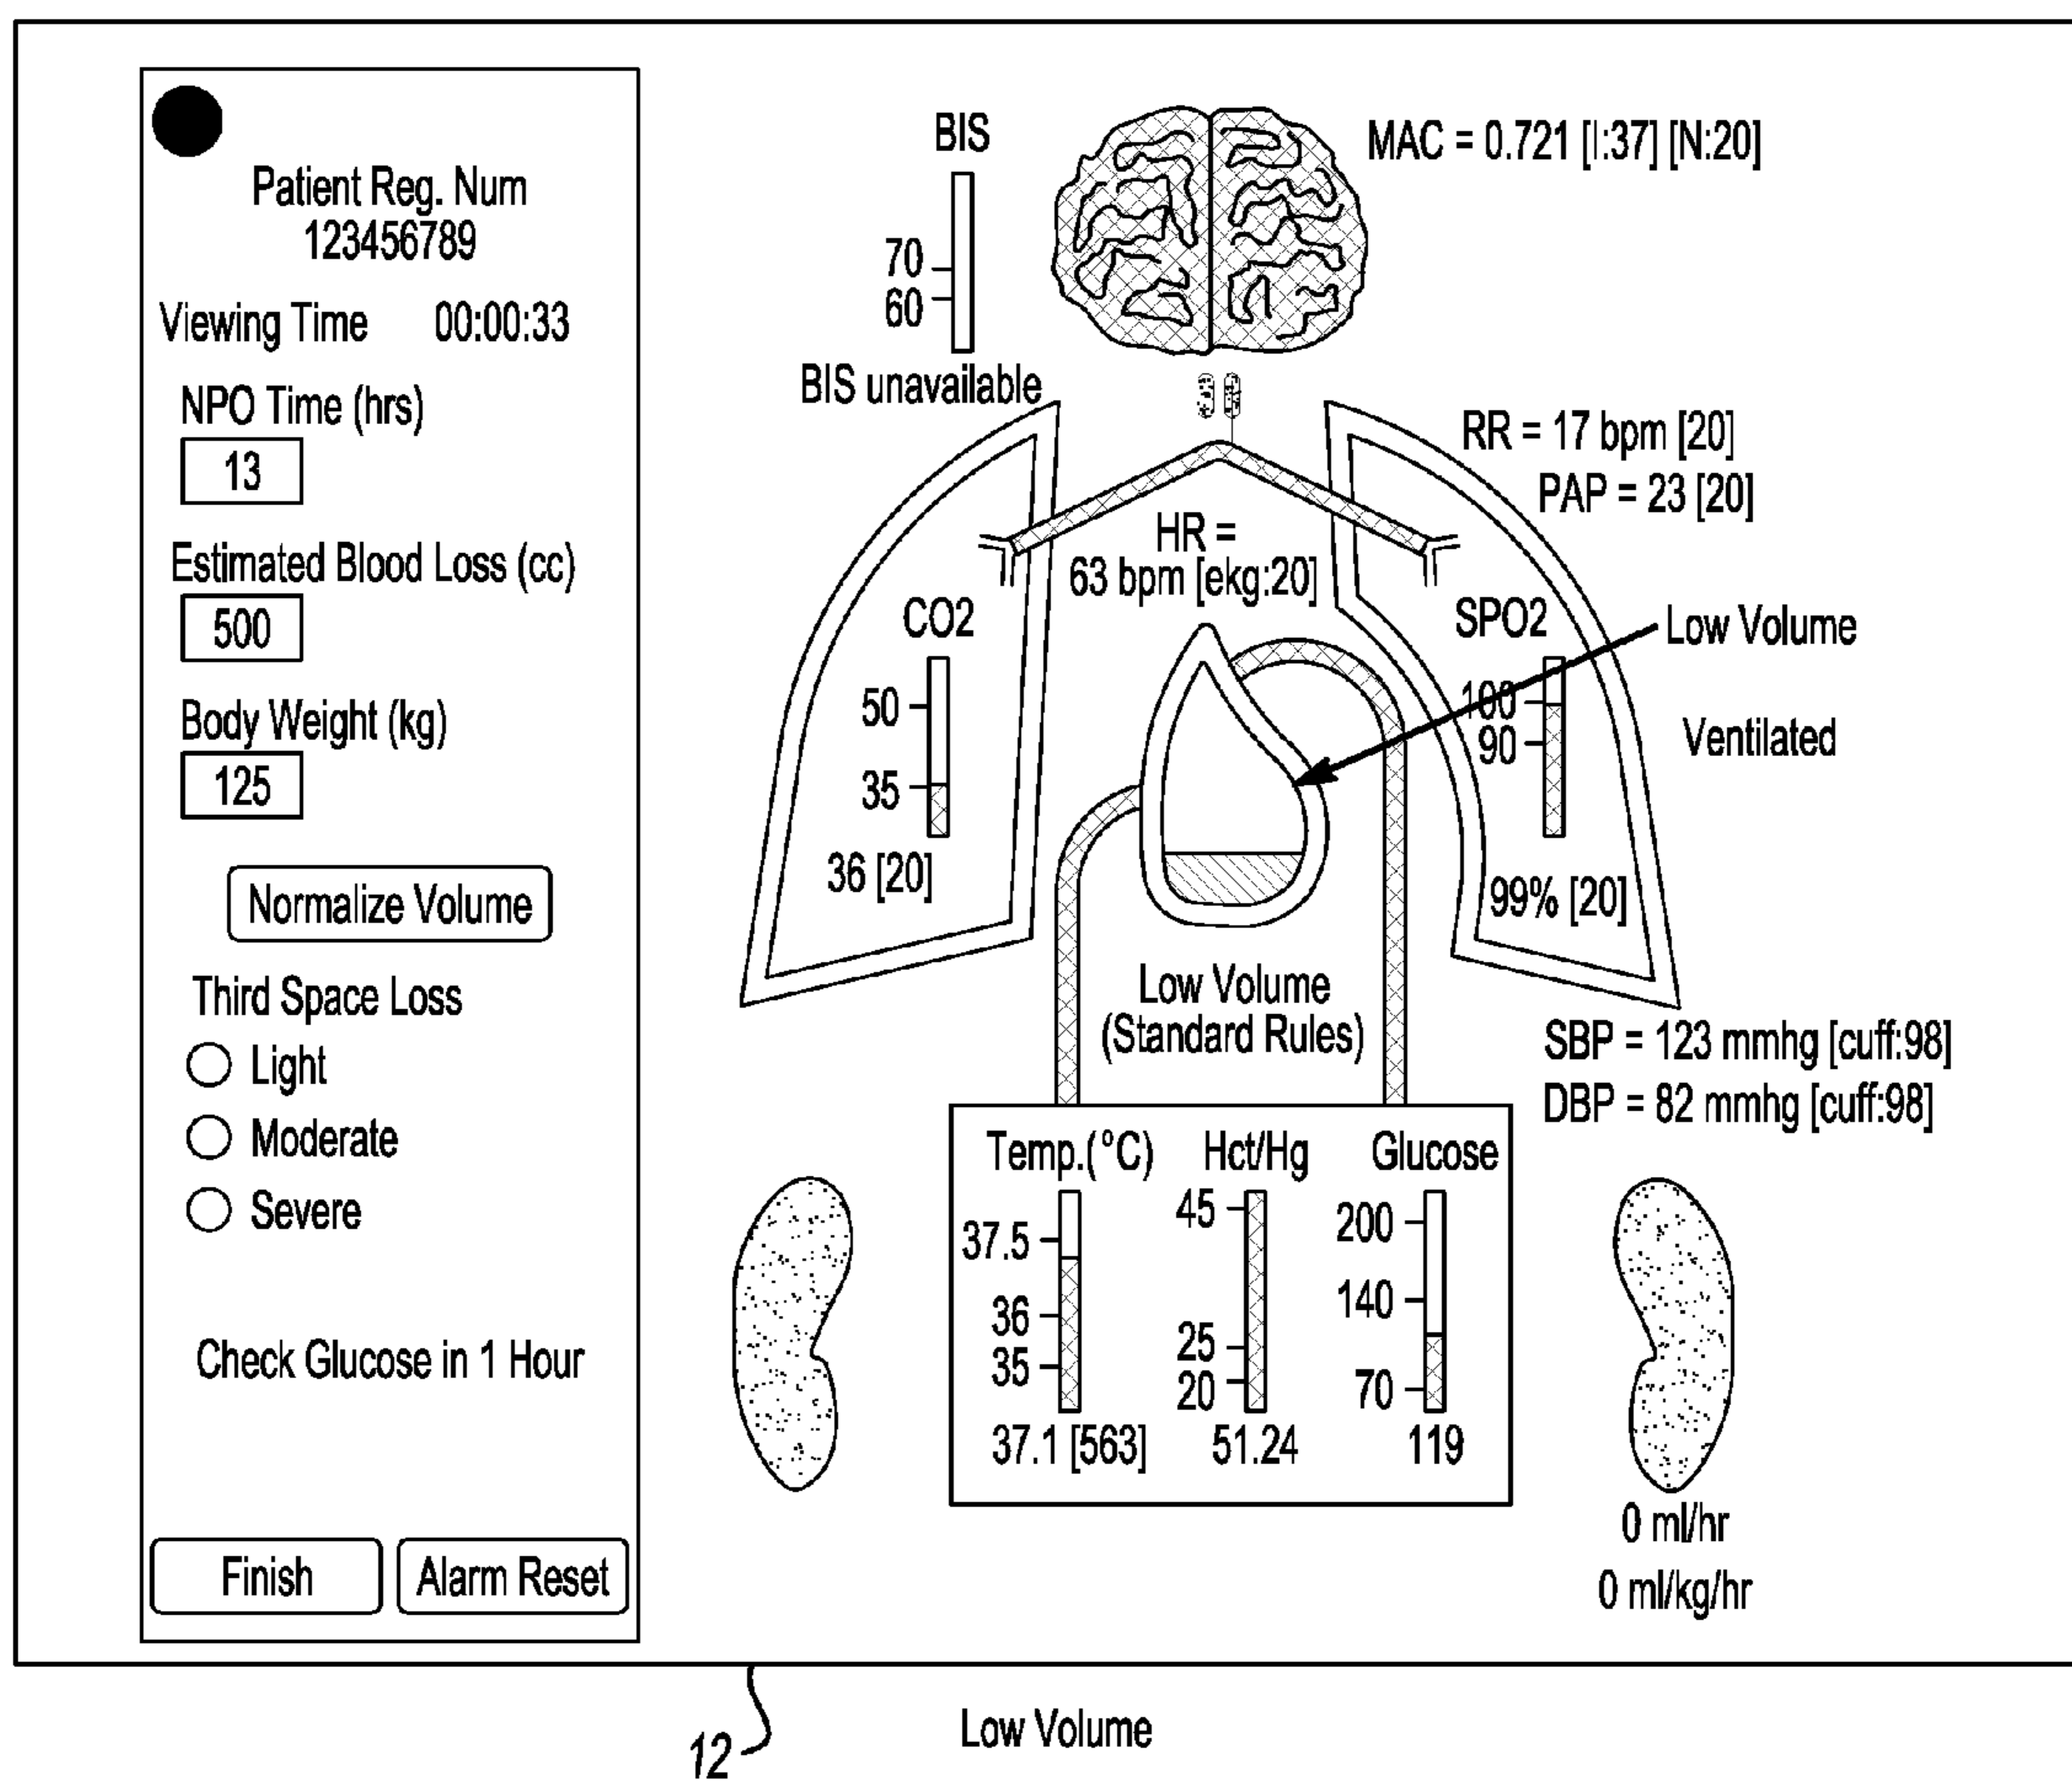 Patient Reg. Num
123456789
Viewing Time 00:00:33
NPO Time (hrs)
13
Estimated Blood Loss (cc)
500
Body Weight (kg)
125
Normalize Volume
Third Space Loss
Light
Moderate
Severe
Check Glucose in 1 Hour
Finish
Alarm Reset
BIS
70
60
BIS unavailable
MAC = 0.721 [I:37] [N:20]
RR = 17 bpm [20]
PAP = 23 [20]
HR =
63 bpm [ekg:20]
CO2
50
35
36 [20]
SPO2
100
90
99% [20]
Low Volume
Ventilated
Low Volume
(Standard Rules)
SBP = 123 mmhg [cuff:98]
DBP = 82 mmhg [cuff:98]
Temp.(°C)
37.5
36
35
37.1 [563]
Hct/Hg
45
25
20
51.24
Glucose
200
140
70
119
0 ml/hr
0 ml/kg/hr
12
Low Volume